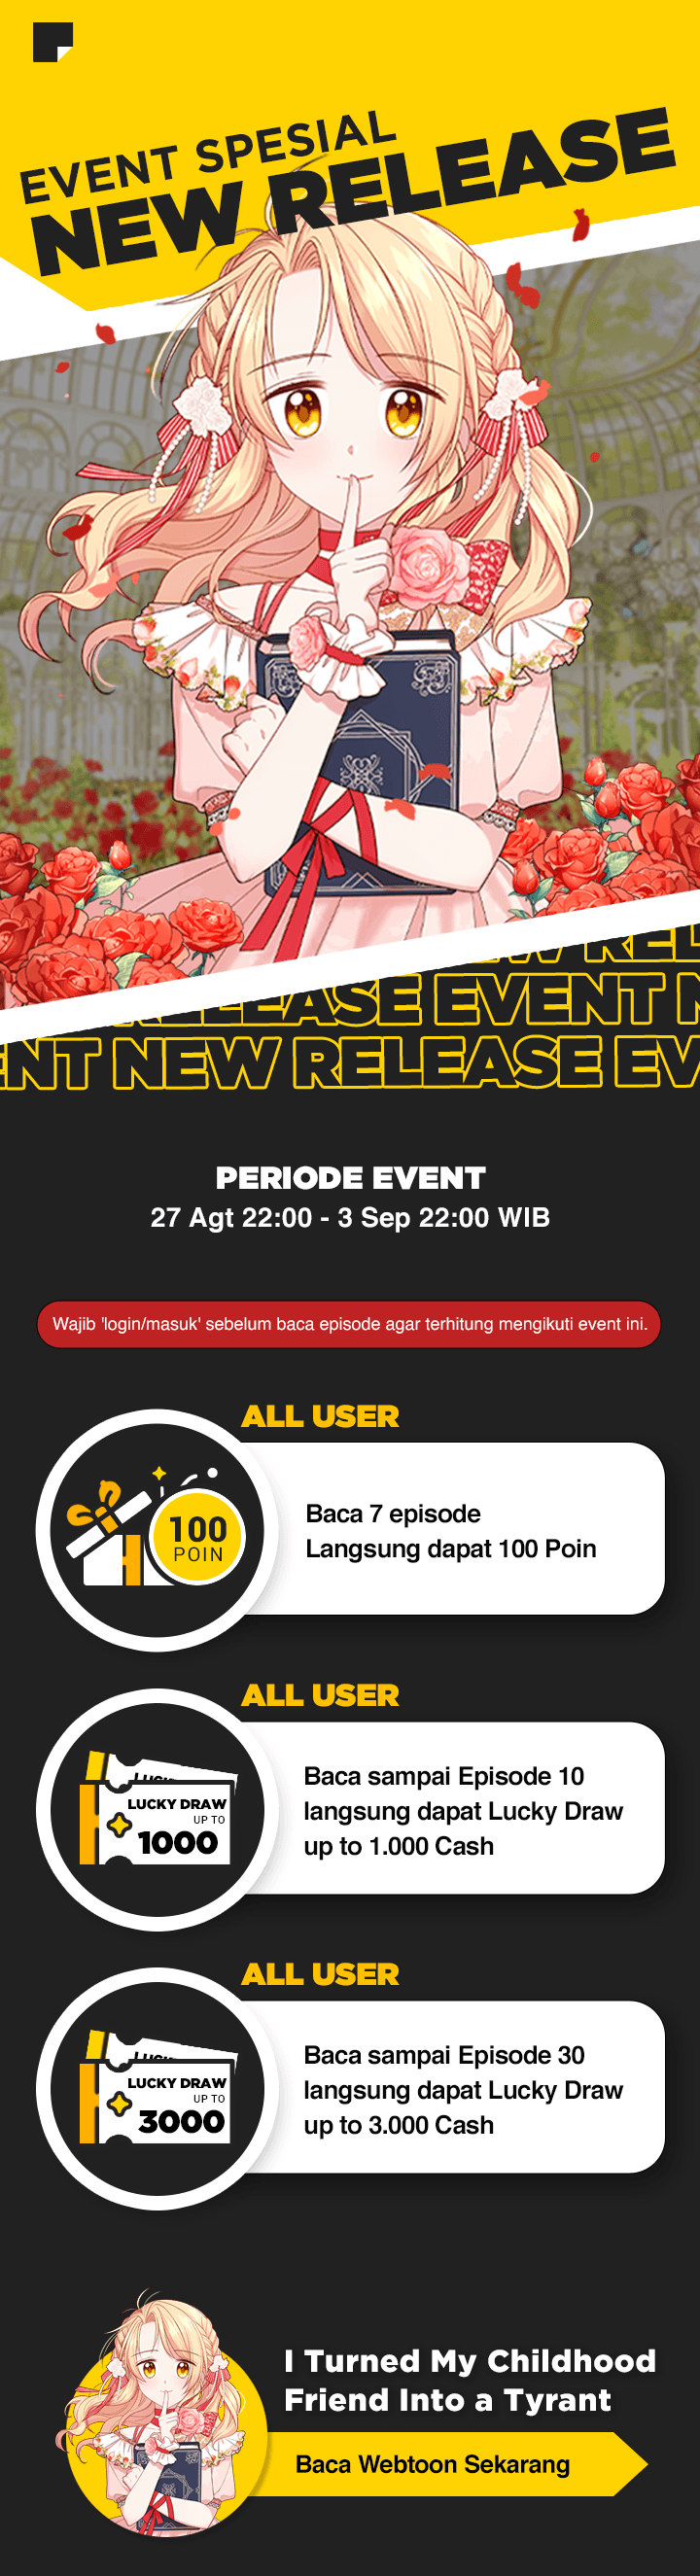 EVENT SPESIAL
NEW RELEASE
NEW REL
RELEASE EVENT N
ENT NEW RELEASE EV
PERIODE EVENT
27 Agt 22:00 - 3 Sep 22:00 WIB
Wajib 'login/masuk' sebelum baca episode agar terhitung mengikuti event ini.
ALL USER
100
POIN
Baca 7 episode
Langsung dapat 100 Poin
ALL USER
LUCKY DRAW
UP TO
1000
Baca sampai Episode 10
langsung dapat Lucky Draw
up to 1.000 Cash
ALL USER
LUCKY DRAW
UP TO
3000
Baca sampai Episode 30
langsung dapat Lucky Draw
up to 3.000 Cash
I Turned My Childhood
Friend Into a Tyrant
Baca Webtoon Sekarang